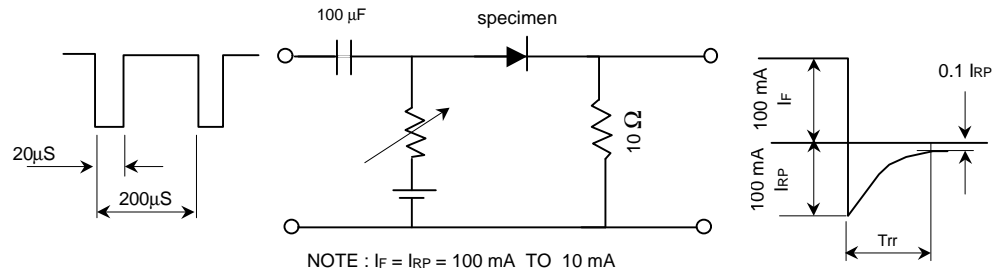 100 μF
specimen
20μS
200μS
10 Ω
100 mA
IF
100 mA
IRP
0.1 IRP
Trr
NOTE : IF = IRP = 100 mA TO 10 mA